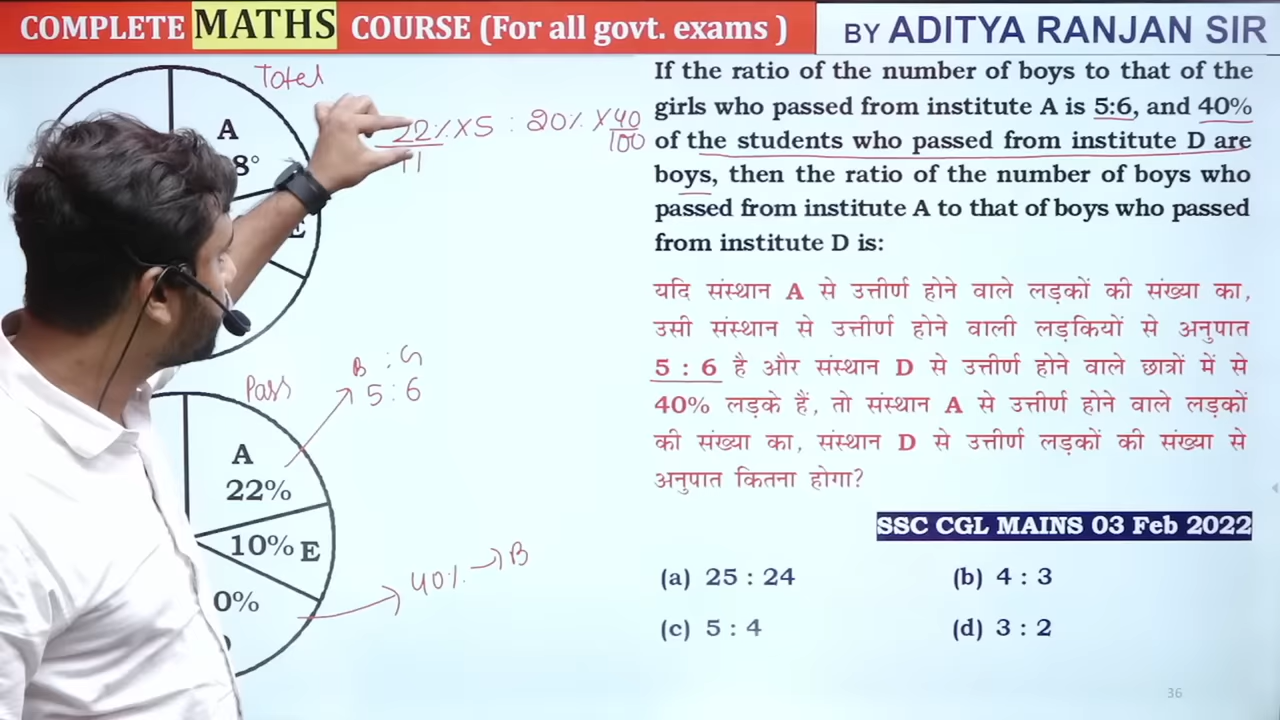 COMPLETE MATHS COURSE (For all govt. exams )
BY ADITYA RANJAN SIR
Total
A
8°
E
22% × 5 : 20% × 40
11 100
If the ratio of the number of boys to that of the
girls who passed from institute A is 5:6, and 40%
of the students who passed from institute D are
boys, then the ratio of the number of boys who
passed from institute A to that of boys who passed
from institute D is:
यदि संस्थान A से उत्तीर्ण होने वाले लड़कों की संख्या का,
उसी संस्थान से उत्तीर्ण होने वाली लड़कियों से अनुपात
5 : 6 है और संस्थान D से उत्तीर्ण होने वाले छात्रों में से
40% लड़के हैं, तो संस्थान A से उत्तीर्ण होने वाले लड़कों
की संख्या का, संस्थान D से उत्तीर्ण लड़कों की संख्या से
अनुपात कितना होगा?
SSC CGL MAINS 03 Feb 2022
(a) 25 : 24
(b) 4 : 3
(c) 5 : 4
(d) 3 : 2
Pass
B : G
5 : 6
A
22%
10% E
0%
40% → B
36